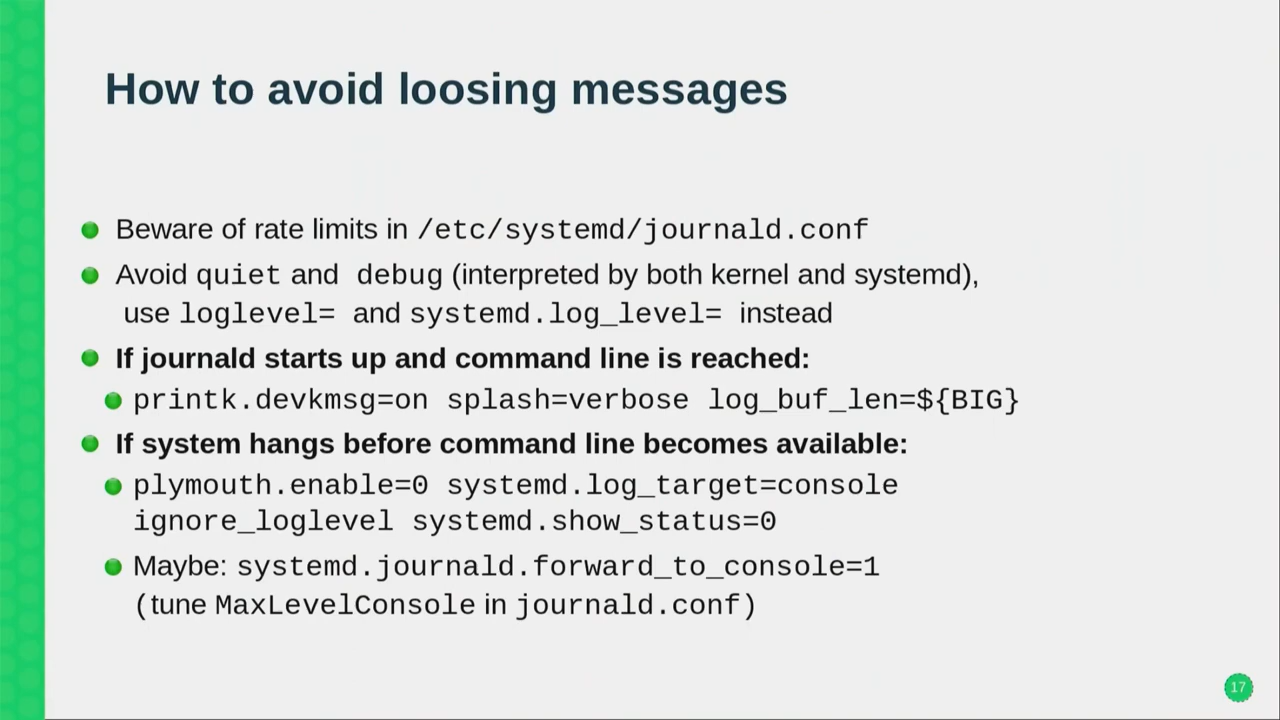 How to avoid loosing messages
Beware of rate limits in /etc/systemd/journald.conf
Avoid quiet and debug (interpreted by both kernel and systemd),
use loglevel= and systemd.log_level= instead
If journald starts up and command line is reached:
printk.devkmsg=on splash=verbose log_buf_len=${BIG}
If system hangs before command line becomes available:
plymouth.enable=0 systemd.log_target=console
ignore_loglevel systemd.show_status=0
Maybe: systemd.journald.forward_to_console=1
(tune MaxLevelConsole in journald.conf)
17